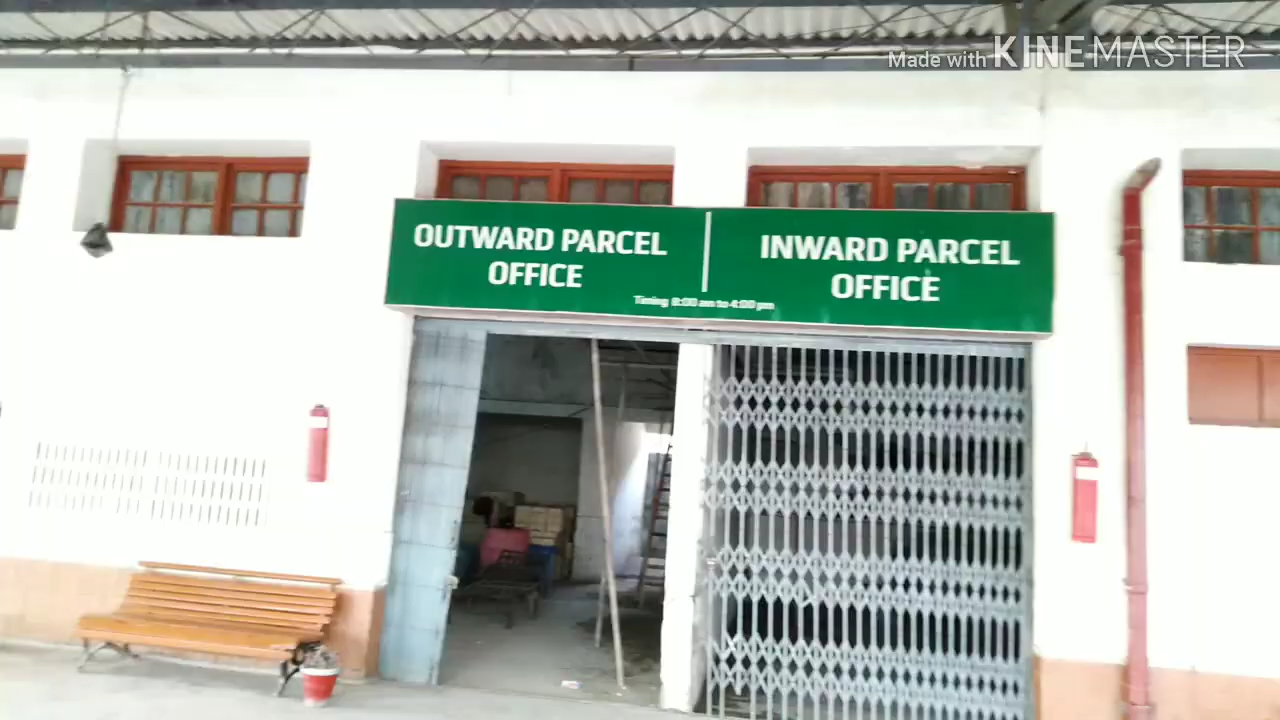 Made with KINEMASTER
OUTWARD PARCEL
OFFICE
INWARD PARCEL
OFFICE
Timing 8:00 am to 4:00 pm